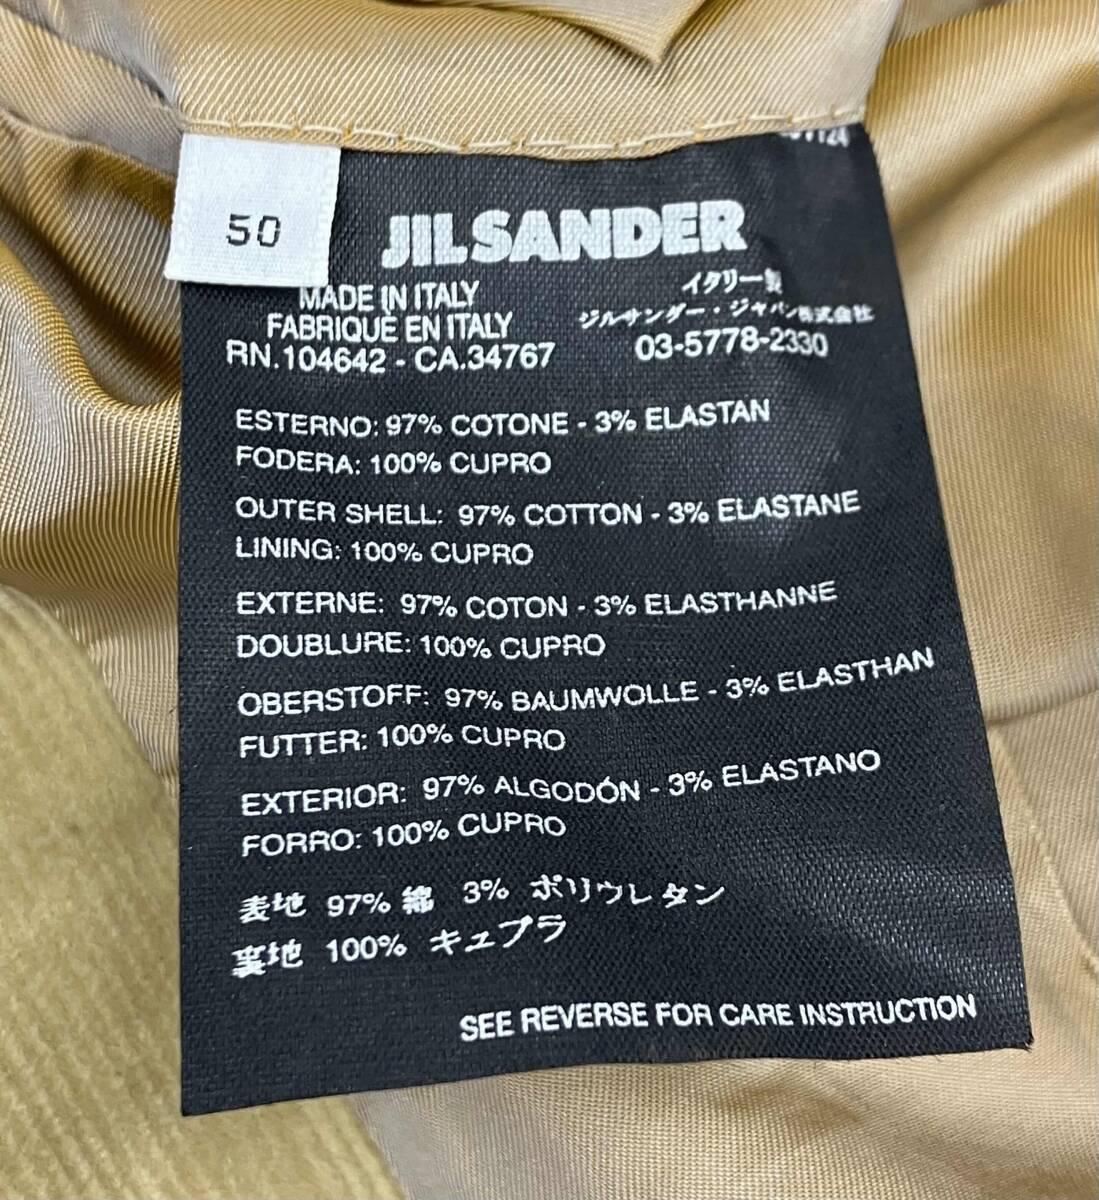 50
JIL SANDER
MADE IN ITALY
FABRIQUÈ EN ITALY
RN.104642 - CA.34767
イタリー製
ジルサンダー・ジャパン株式会社
03-5778-2330
ESTERNO: 97% COTONE - 3% ELASTAN
FODERA: 100% CUPRO
OUTER SHELL: 97% COTTON - 3% ELASTANE
LINING: 100% CUPRO
EXTERNE: 97% COTON - 3% ELASTHANNE
DOUBLURE: 100% CUPRO
OBERSTOFF: 97% BAUMWOLLE - 3% ELASTHAN
FUTTER: 100% CUPRO
EXTERIOR: 97% ALGODÓN - 3% ELASTANO
FORRO: 100% CUPRO
表地 97% 綿 3% ポリウレタン
裏地 100% キュプラ
SEE REVERSE FOR CARE INSTRUCTION